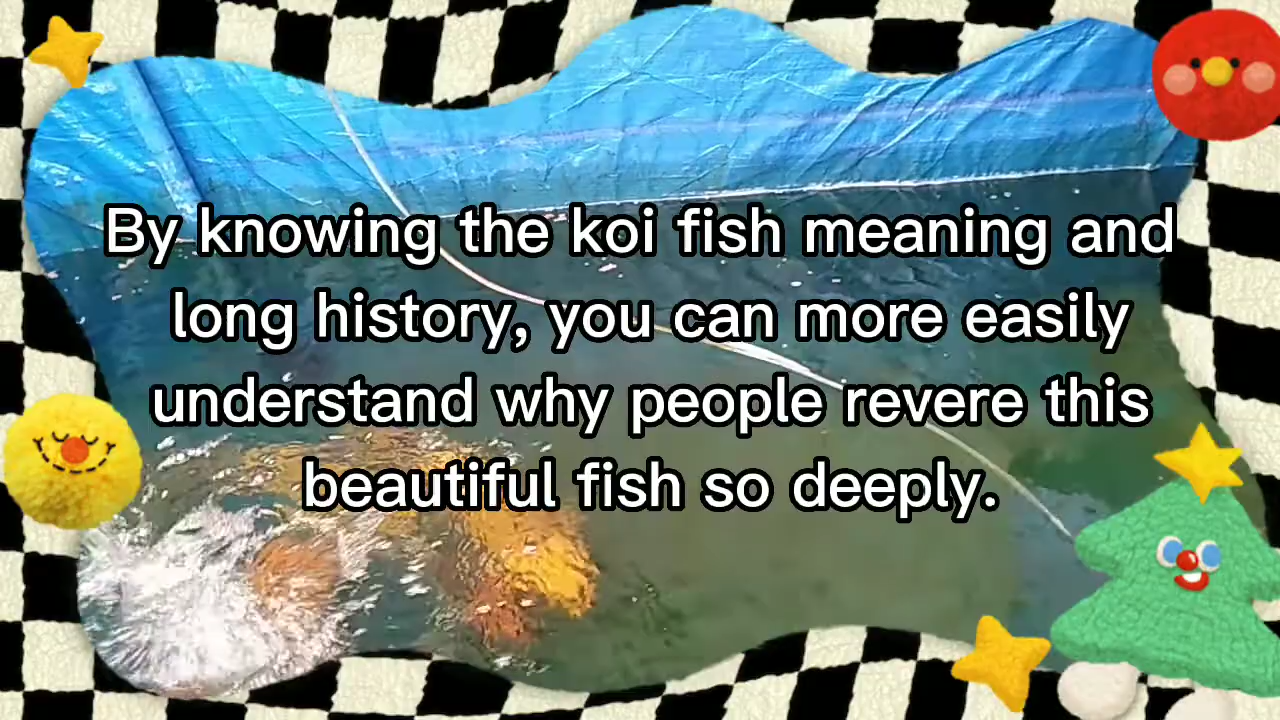 By knowing the koi fish meaning and
long history, you can more easily
understand why people revere this
beautiful fish so deeply.